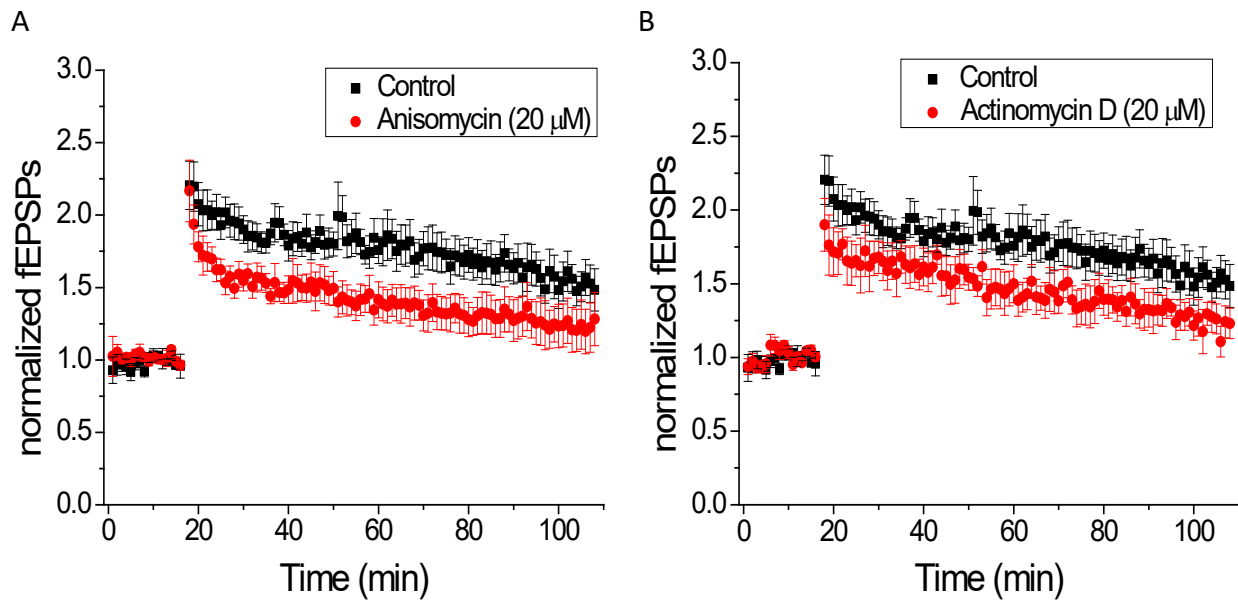 A
normalized fEPSPs
3.0
2.5
2.0
1.5
1.0
0.5
0.0
Control
Anisomycin (20 μM)
0 20 40 60 80 100
Time (min)
B
normalized fEPSPs
3.0
2.5
2.0
1.5
1.0
0.5
0.0
Control
Actinomycin D (20 μM)
0 20 40 60 80 100
Time (min)